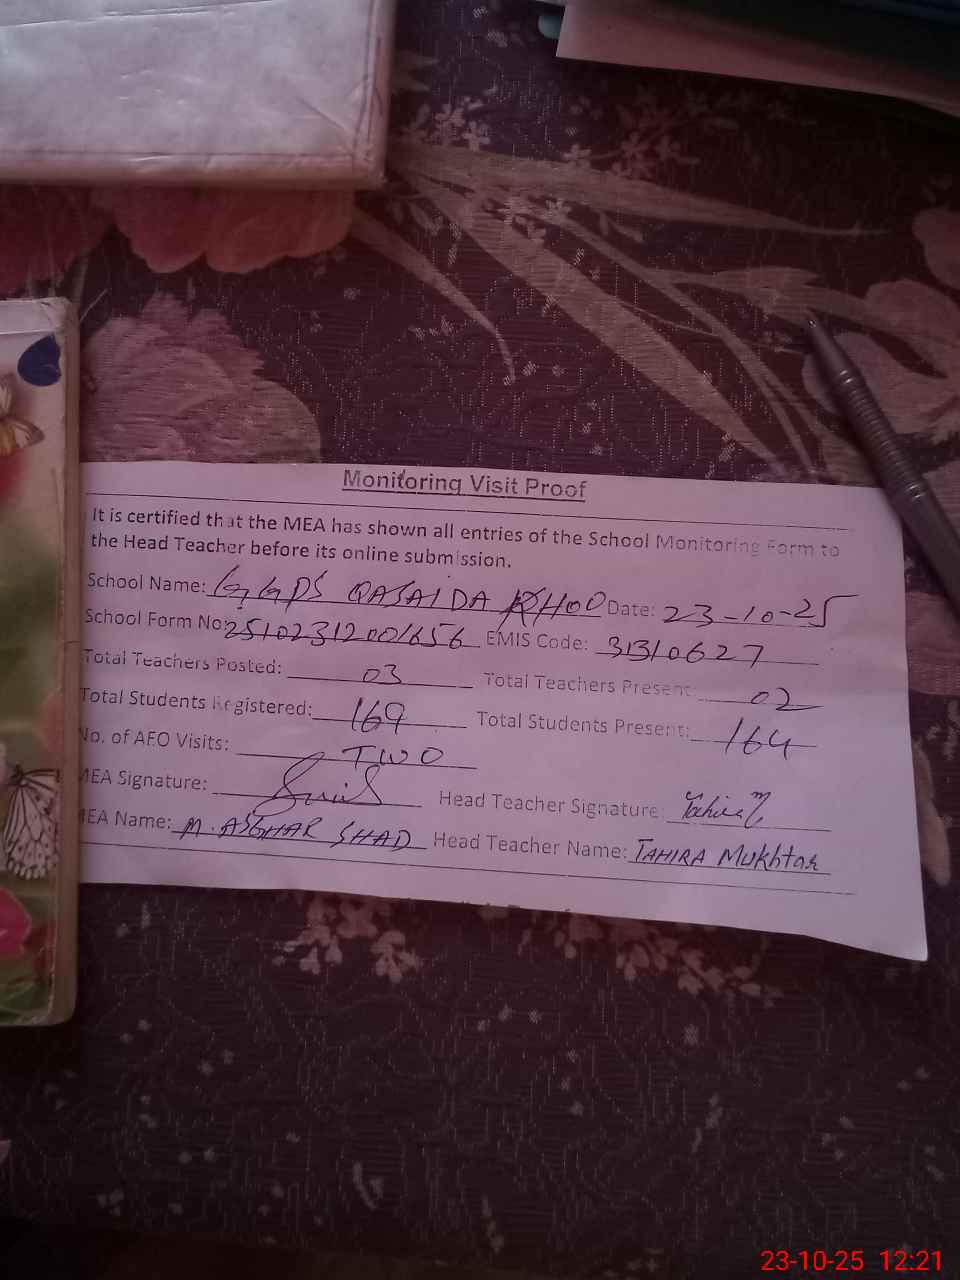 Monitoring Visit Proof
It is certified that the MEA has shown all entries of the School Monitoring Form to
the Head Teacher before its online submission.
School Name: GGPS QASAIDA Date: 23-10-25
School Form No: 25102312001656 EMIS Code: 31310627
Total Teachers Posted: 03 Total Teachers Present: 02
Total Students Registered: 169 Total Students Present: 164
No. of AEO Visits: TWO
MEA Signature: Head Teacher Signature: Tahira M
MEA Name: M. ASGHAR SHAD Head Teacher Name: TAHIRA Mukhtar
23-10-25 12:21